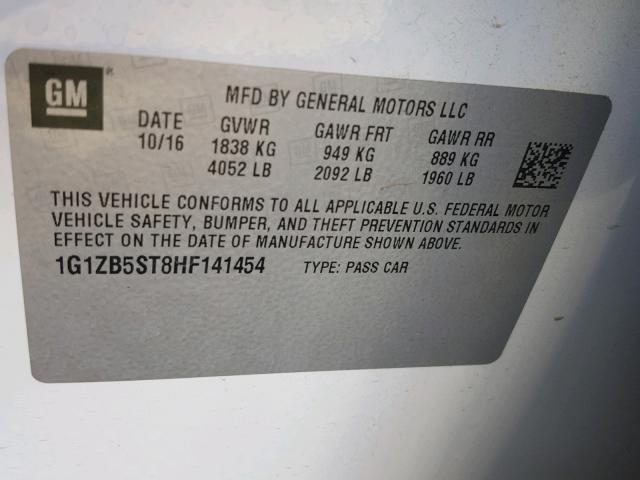 GM ®
MFD BY GENERAL MOTORS LLC
DATE GVWR GAWR FRT GAWR RR
10/16 1838 KG 949 KG 889 KG
4052 LB 2092 LB 1960 LB
THIS VEHICLE CONFORMS TO ALL APPLICABLE U.S. FEDERAL MOTOR
VEHICLE SAFETY, BUMPER, AND THEFT PREVENTION STANDARDS IN
EFFECT ON THE DATE OF MANUFACTURE SHOWN ABOVE.
1G1ZB5ST8HF141454 TYPE: PASS CAR